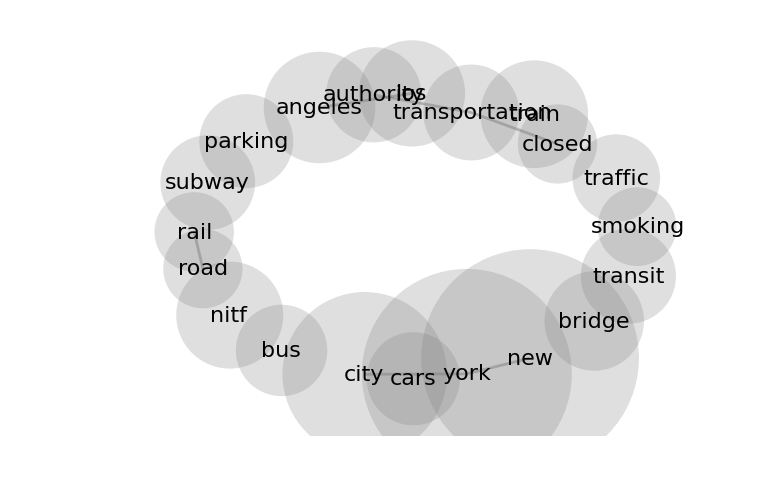 authority
los
angeles
transportation
train
parking
closed
subway
traffic
rail
smoking
road
transit
nitf
bridge
bus
new
city
cars
york